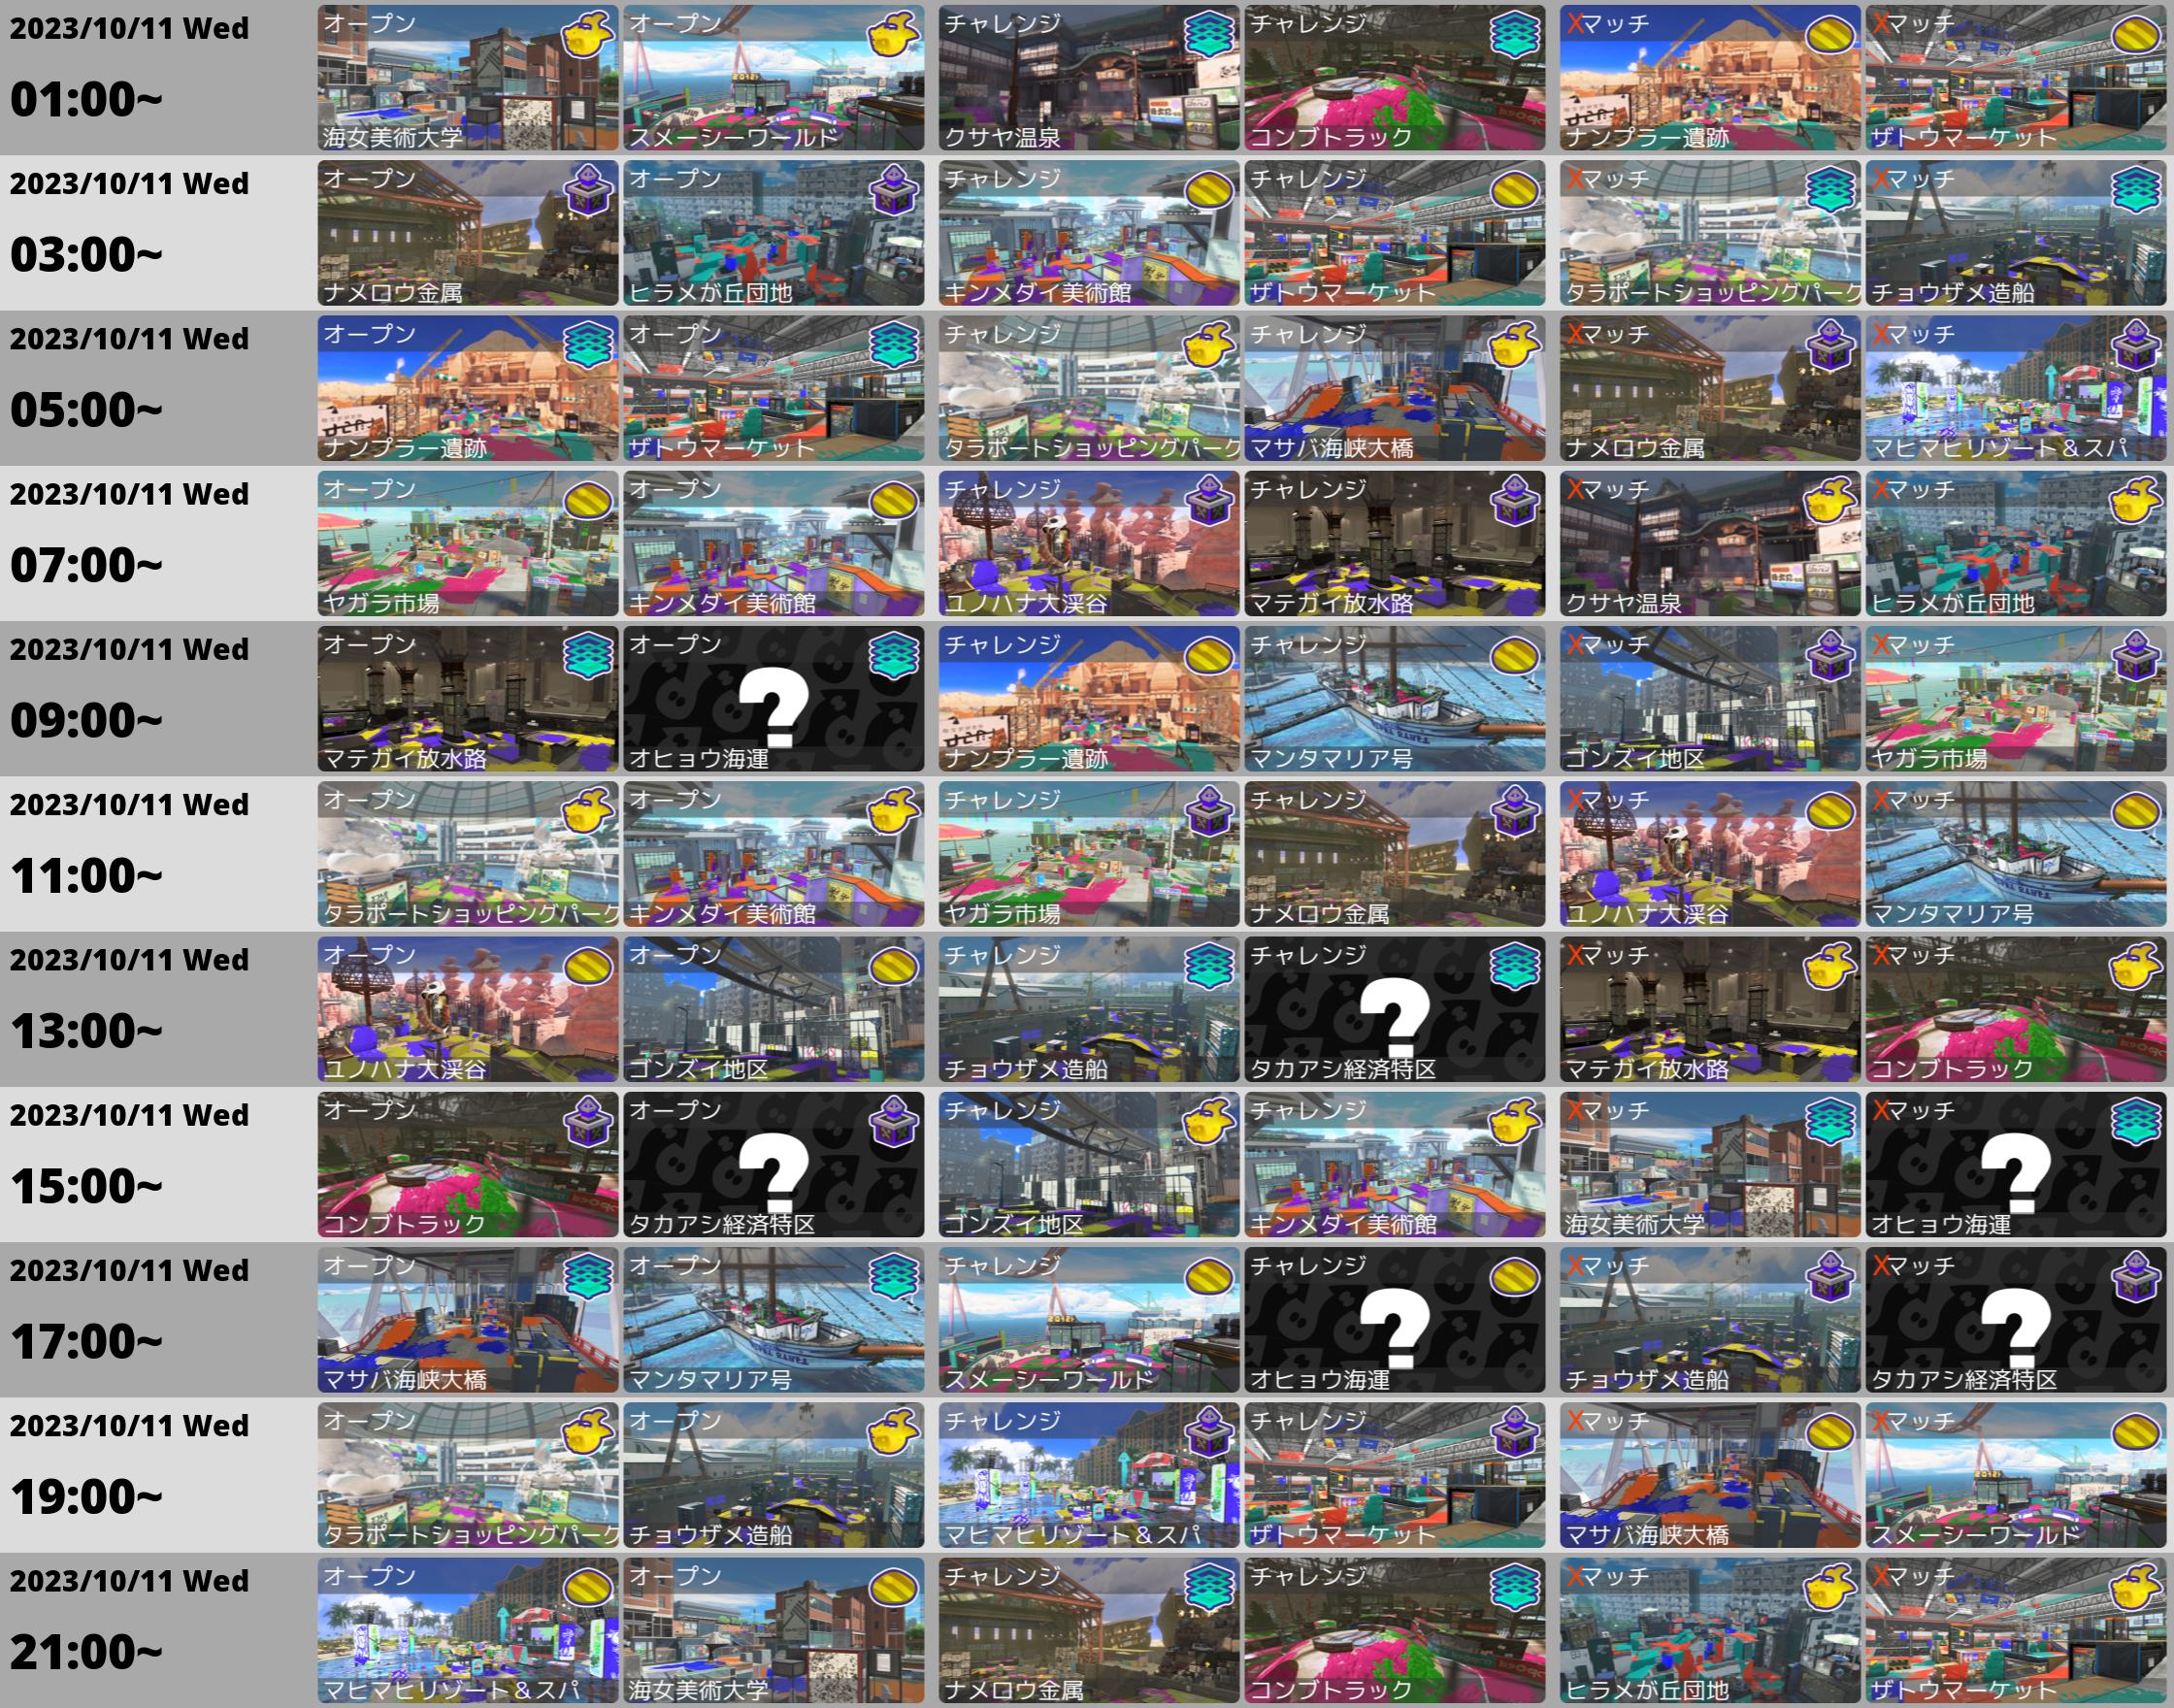 2023/10/11 Wed
01:00~
オープン
海女美術大学
オープン
スメーシーワールド
チャレンジ
クサヤ温泉
チャレンジ
コンブトラック
Xマッチ
ナンプラー遺跡
Xマッチ
ザトウマーケット
2023/10/11 Wed
03:00~
オープン
ナメロウ金属
オープン
ヒラメが丘団地
チャレンジ
キンメダイ美術館
チャレンジ
ザトウマーケット
Xマッチ
タラポートショッピングパーク
Xマッチ
チョウザメ造船
2023/10/11 Wed
05:00~
オープン
ナンプラー遺跡
オープン
ザトウマーケット
チャレンジ
タラポートショッピングパーク
チャレンジ
マサバ海峡大橋
Xマッチ
ナメロウ金属
Xマッチ
マヒマヒリゾート＆スパ
2023/10/11 Wed
07:00~
オープン
ヤガラ市場
オープン
キンメダイ美術館
チャレンジ
ユノハナ大渓谷
チャレンジ
マテガイ放水路
Xマッチ
クサヤ温泉
Xマッチ
ヒラメが丘団地
2023/10/11 Wed
09:00~
オープン
マテガイ放水路
オープン
?
オヒョウ海運
チャレンジ
ナンプラー遺跡
チャレンジ
マンタマリア号
Xマッチ
ゴンズイ地区
Xマッチ
ヤガラ市場
2023/10/11 Wed
11:00~
オープン
タラポートショッピングパーク
オープン
キンメダイ美術館
チャレンジ
ヤガラ市場
チャレンジ
ナメロウ金属
Xマッチ
ユノハナ大渓谷
Xマッチ
マンタマリア号
2023/10/11 Wed
13:00~
オープン
ユノハナ大渓谷
オープン
ゴンズイ地区
チャレンジ
チョウザメ造船
チャレンジ
?
タカアシ経済特区
Xマッチ
マテガイ放水路
Xマッチ
コンブトラック
2023/10/11 Wed
15:00~
オープン
コンブトラック
オープン
?
タカアシ経済特区
チャレンジ
ゴンズイ地区
チャレンジ
キンメダイ美術館
Xマッチ
海女美術大学
Xマッチ
?
オヒョウ海運
2023/10/11 Wed
17:00~
オープン
マサバ海峡大橋
オープン
マンタマリア号
チャレンジ
スメーシーワールド
チャレンジ
?
オヒョウ海運
Xマッチ
チョウザメ造船
Xマッチ
?
タカアシ経済特区
2023/10/11 Wed
19:00~
オープン
タラポートショッピングパーク
オープン
チョウザメ造船
チャレンジ
マヒマヒリゾート＆スパ
チャレンジ
ザトウマーケット
Xマッチ
マサバ海峡大橋
Xマッチ
スメーシーワールド
2023/10/11 Wed
21:00~
オープン
マヒマヒリゾート＆スパ
オープン
海女美術大学
チャレンジ
ナメロウ金属
チャレンジ
コンブトラック
Xマッチ
ヒラメが丘団地
Xマッチ
ザトウマーケット